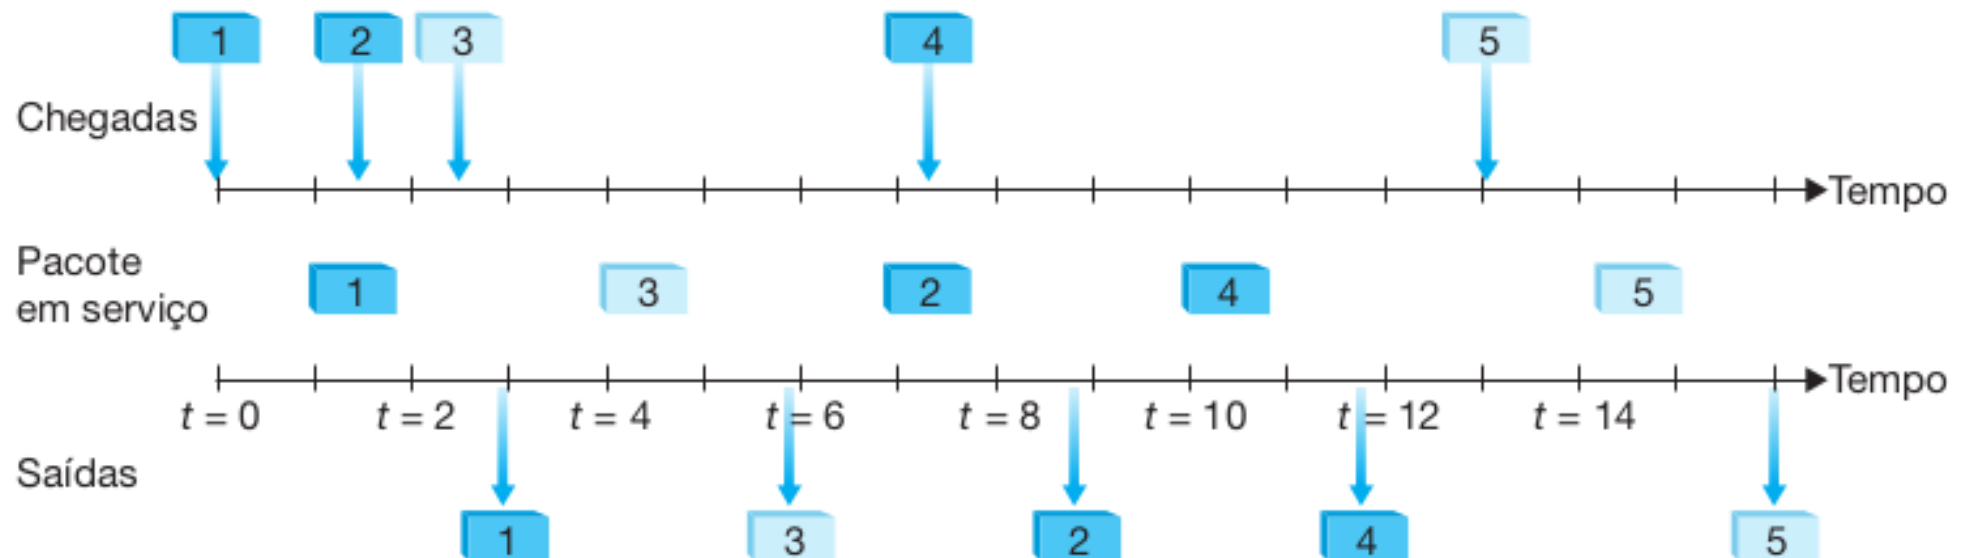 1 2 3 4 5
Chegadas
Tempo
Pacote
em serviço
1 3 2 4 5
Tempo
t = 0 t = 2 t = 4 t = 6 t = 8 t = 10 t = 12 t = 14
Saídas
1 3 2 4 5